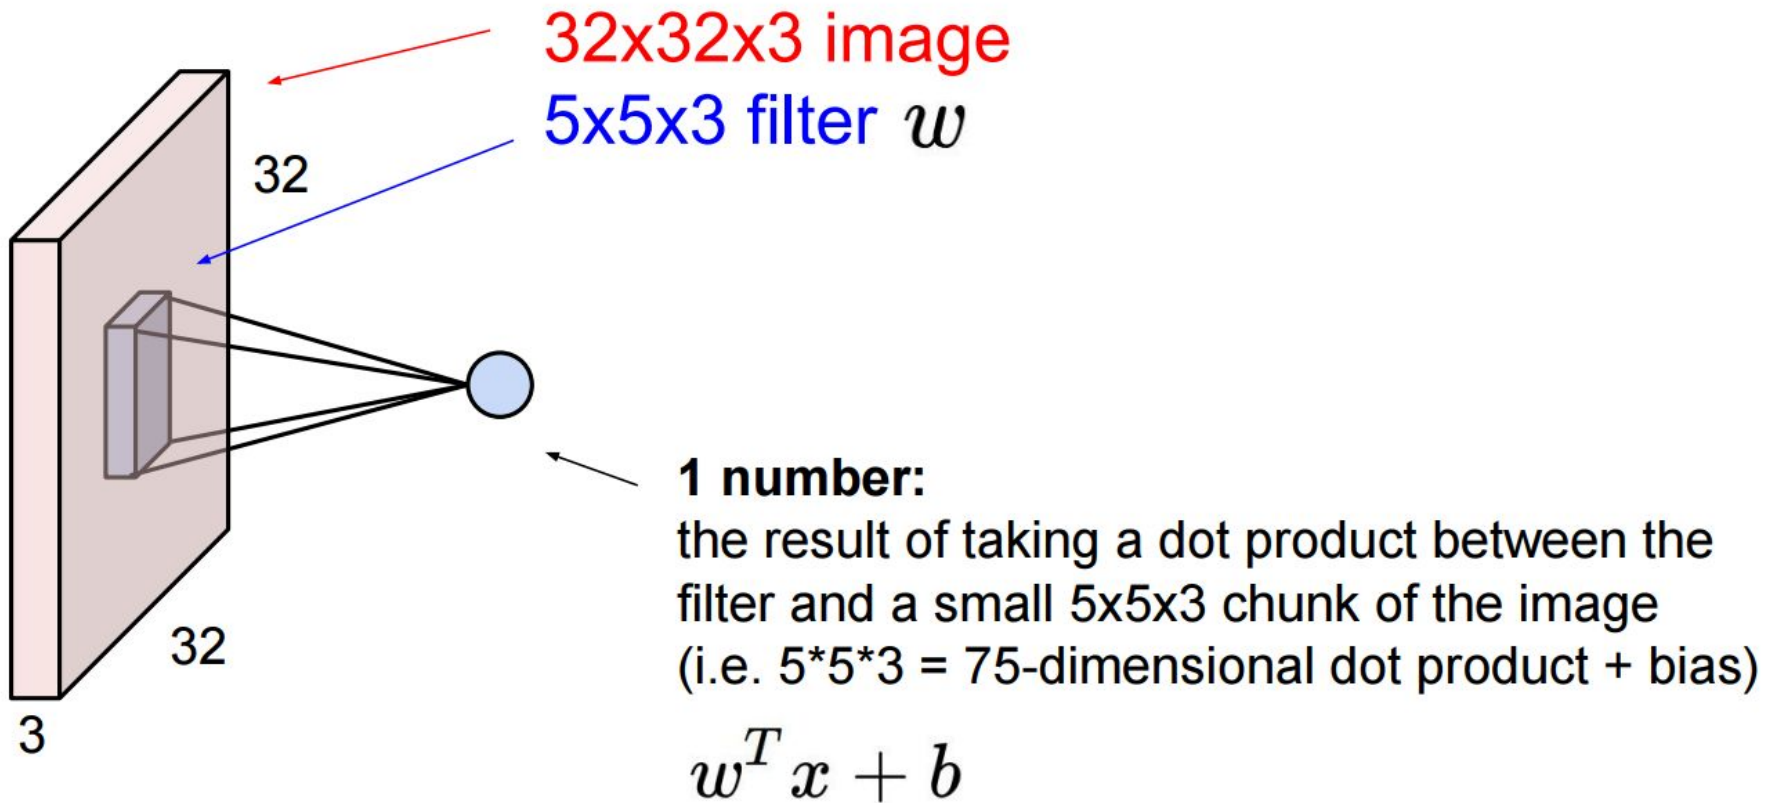 32x32x3 image
5x5x3 filter w
32
32
3
1 number:
the result of taking a dot product between the
filter and a small 5x5x3 chunk of the image
(i.e. 5*5*3 = 75-dimensional dot product + bias)
w^T x + b